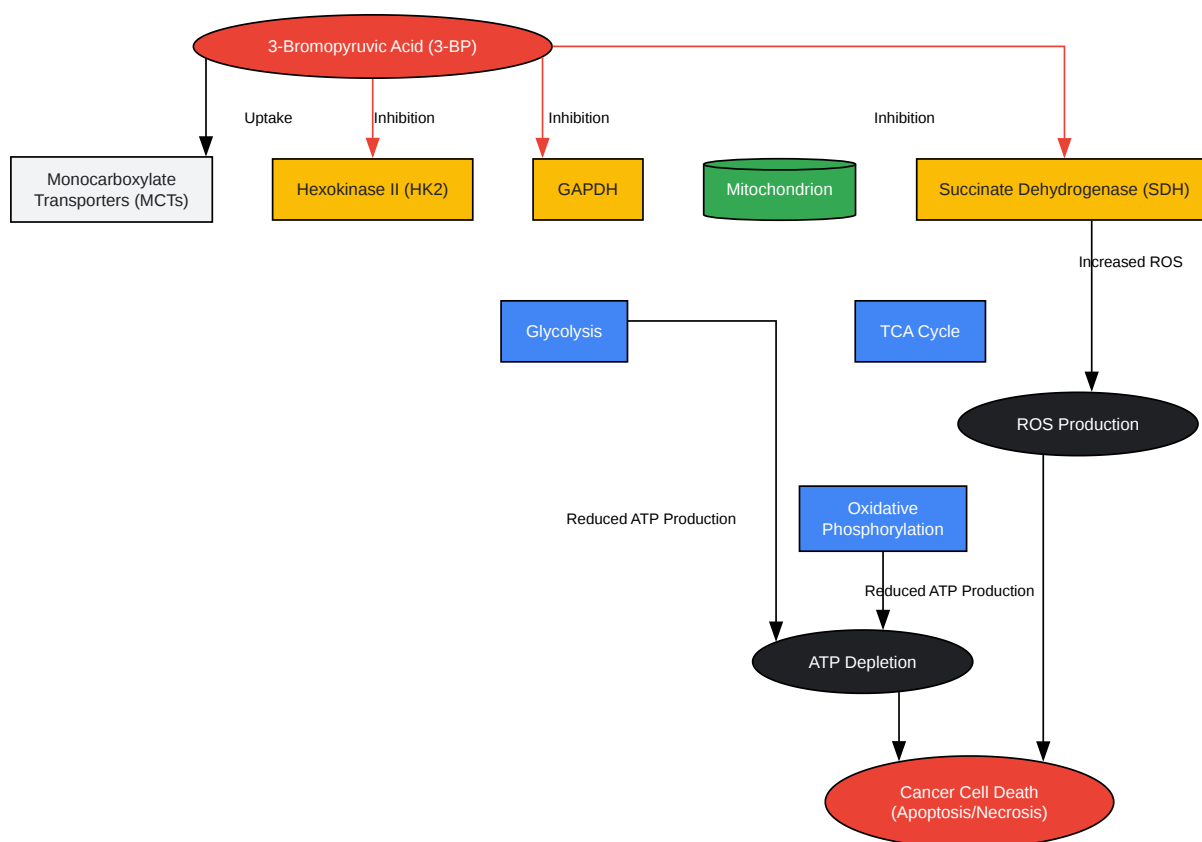 3-Bromopyruvic Acid (3-BP)
Uptake
Inhibition
Inhibition
Inhibition
Monocarboxylate
Transporters (MCTs)
Hexokinase II (HK2)
GAPDH
Mitochondrion
Succinate Dehydrogenase (SDH)
Increased ROS
Glycolysis
TCA Cycle
ROS Production
Reduced ATP Production
Oxidative
Phosphorylation
Reduced ATP Production
ATP Depletion
Cancer Cell Death
(Apoptosis/Necrosis)